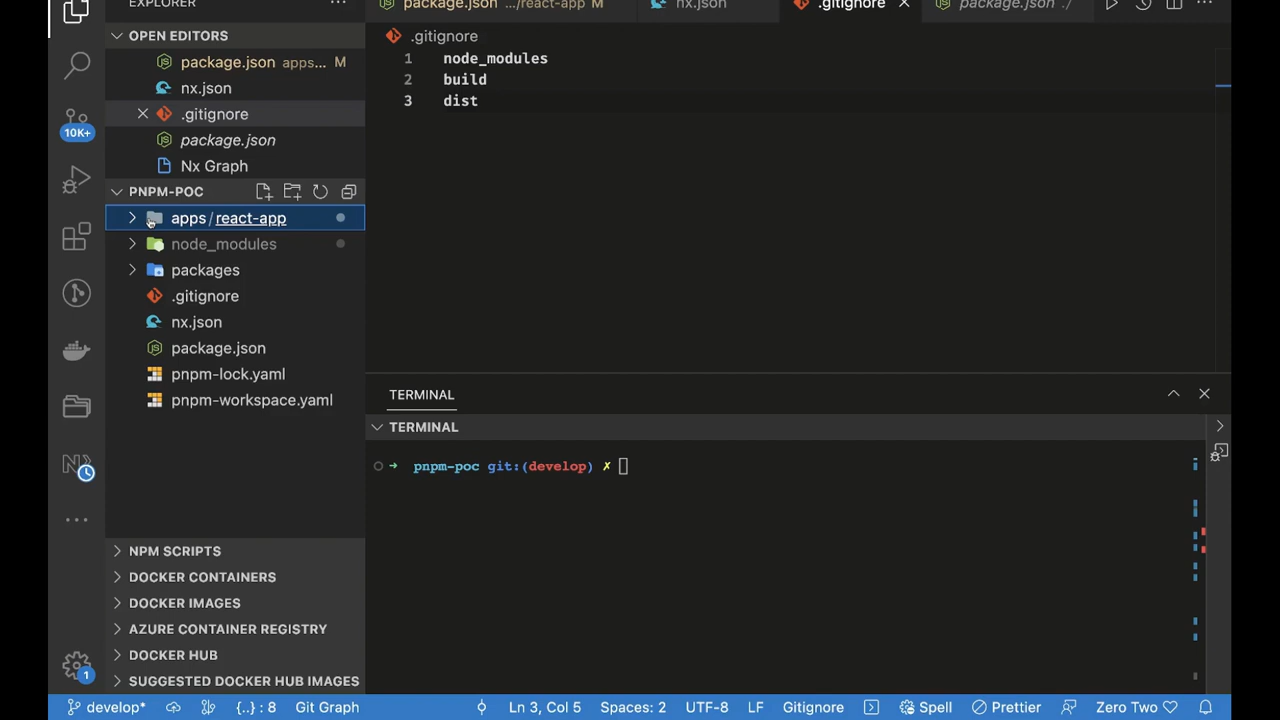 EXPLORER
...
package.json .../react-app M
nx.json
.gitignore
package.json ./
...
OPEN EDITORS
package.json apps... M
nx.json
.gitignore
package.json
Nx Graph
PNPM-POC
apps/react-app
node_modules
packages
.gitignore
nx.json
package.json
pnpm-lock.yaml
pnpm-workspace.yaml
NPM SCRIPTS
DOCKER CONTAINERS
DOCKER IMAGES
AZURE CONTAINER REGISTRY
DOCKER HUB
SUGGESTED DOCKER HUB IMAGES
10K+
1
.gitignore
1 node_modules
2 build
3 dist
TERMINAL
TERMINAL
pnpm-poc git:(develop) ✗
develop*
{..} : 8
Git Graph
Ln 3, Col 5
Spaces: 2
UTF-8
LF
Gitignore
Spell
Prettier
Zero Two